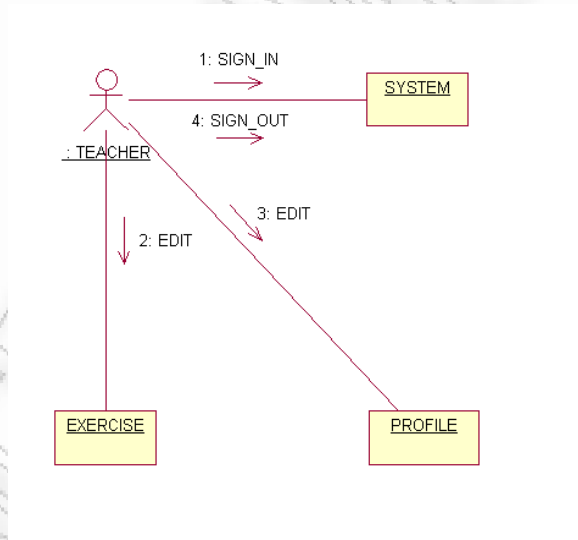 1: SIGN_IN
SYSTEM
4: SIGN_OUT
: TEACHER
3: EDIT
2: EDIT
EXERCISE
PROFILE